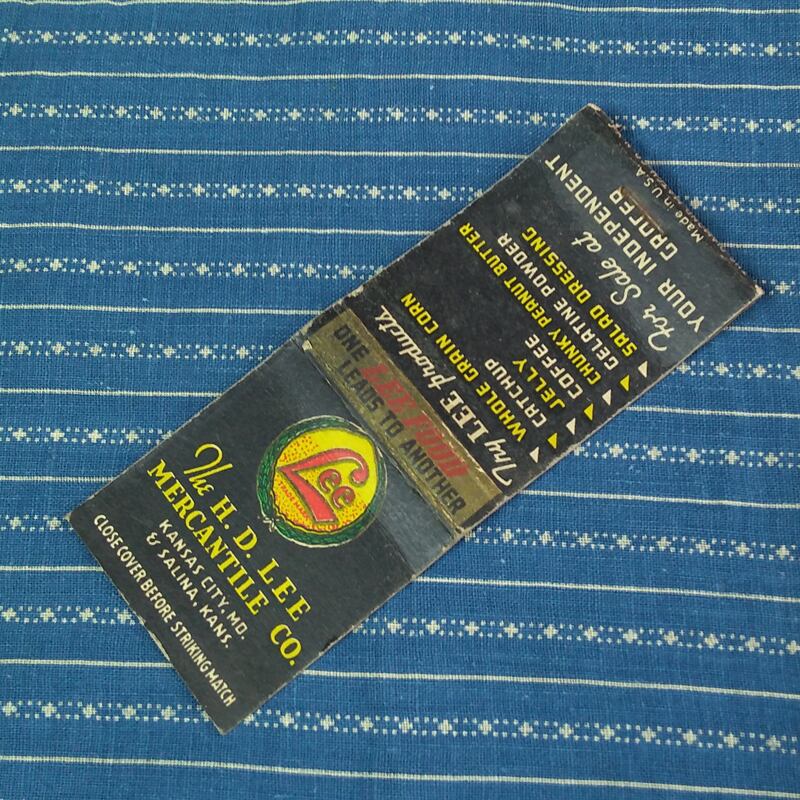 Lee
TRADEMARK
The H. D. LEE
MERCANTILE CO.
KANSAS CITY, MO.
& SALINA, KANS.
CLOSE COVER BEFORE STRIKING MATCH
ONE LEE FOOD
LEADS TO ANOTHER
Try LEE products
WHOLE GRAIN CORN
CATCHUP
JELLY
COFFEE
CHUNKY PEANUT BUTTER
GELATINE POWDER
SALAD DRESSING
For Sale at
YOUR INDEPENDENT
GROCER
Made in U.S.A